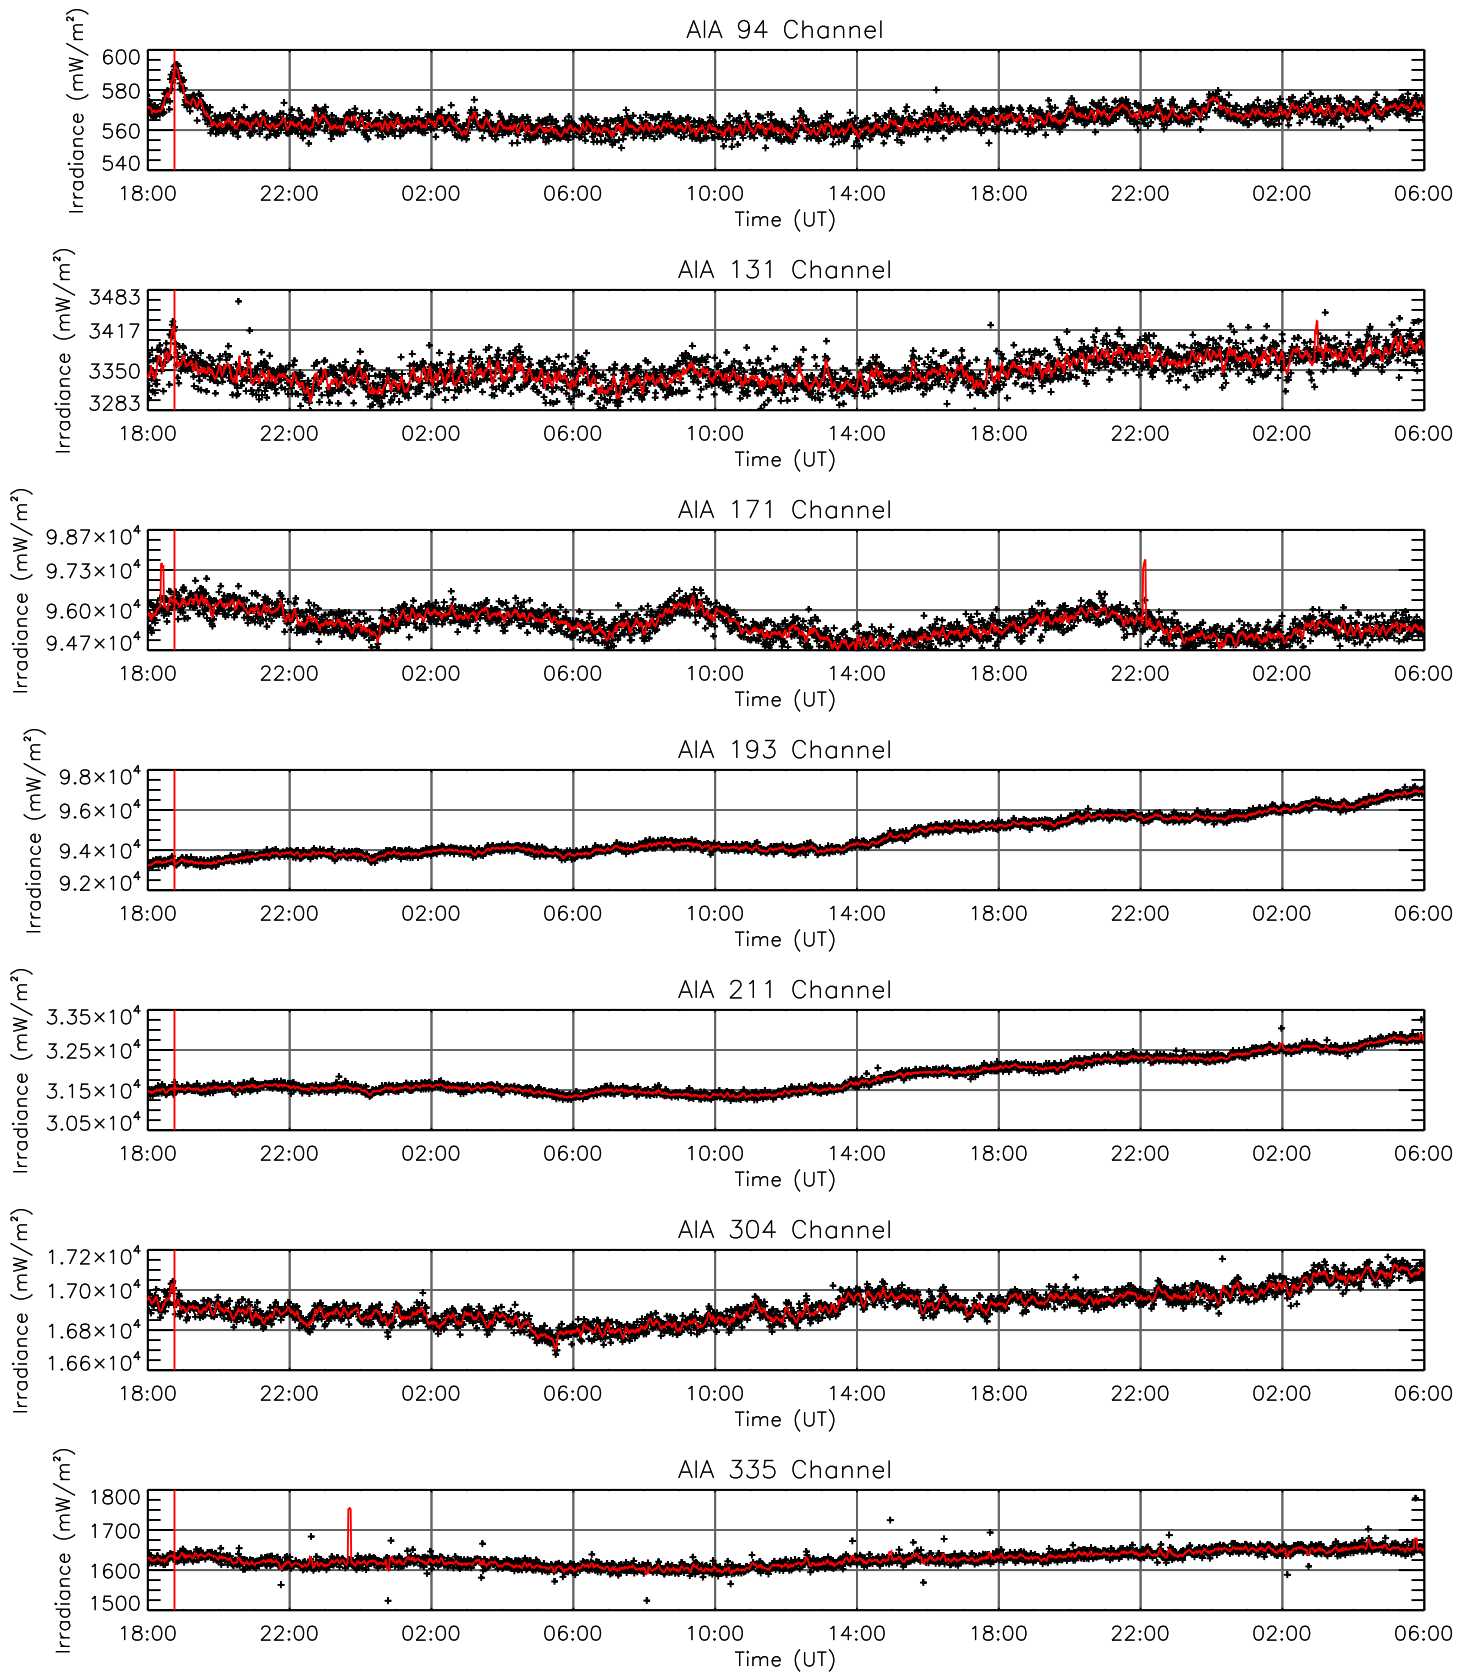 AIA 94 Channel
Irradiance (mW/m²)
600
580
560
540
18:00 22:00 02:00 06:00 10:00 14:00 18:00 22:00 02:00 06:00
Time (UT)
AIA 131 Channel
Irradiance (mW/m²)
3483
3417
3350
3283
18:00 22:00 02:00 06:00 10:00 14:00 18:00 22:00 02:00 06:00
Time (UT)
AIA 171 Channel
Irradiance (mW/m²)
9.87×10⁴
9.73×10⁴
9.60×10⁴
9.47×10⁴
18:00 22:00 02:00 06:00 10:00 14:00 18:00 22:00 02:00 06:00
Time (UT)
AIA 193 Channel
Irradiance (mW/m²)
9.8×10⁴
9.6×10⁴
9.4×10⁴
9.2×10⁴
18:00 22:00 02:00 06:00 10:00 14:00 18:00 22:00 02:00 06:00
Time (UT)
AIA 211 Channel
Irradiance (mW/m²)
3.35×10⁴
3.25×10⁴
3.15×10⁴
3.05×10⁴
18:00 22:00 02:00 06:00 10:00 14:00 18:00 22:00 02:00 06:00
Time (UT)
AIA 304 Channel
Irradiance (mW/m²)
1.72×10⁴
1.70×10⁴
1.68×10⁴
1.66×10⁴
18:00 22:00 02:00 06:00 10:00 14:00 18:00 22:00 02:00 06:00
Time (UT)
AIA 335 Channel
Irradiance (mW/m²)
1800
1700
1600
1500
18:00 22:00 02:00 06:00 10:00 14:00 18:00 22:00 02:00 06:00
Time (UT)